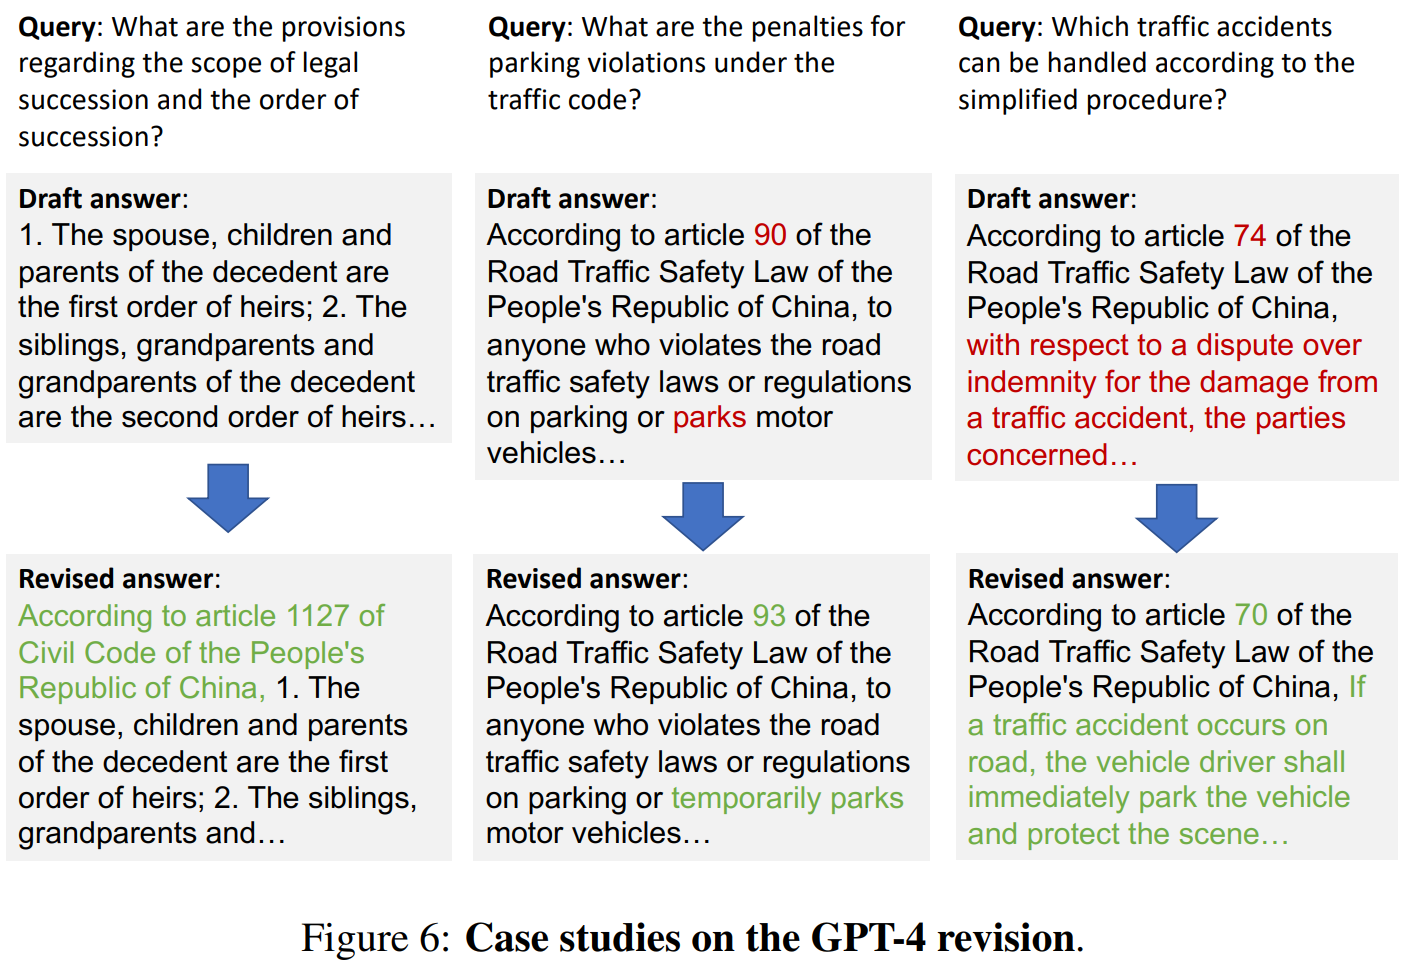 Query: What are the provisions
regarding the scope of legal
succession and the order of
succession?
Draft answer:
1. The spouse, children and
parents of the decedent are
the first order of heirs; 2. The
siblings, grandparents and
grandparents of the decedent
are the second order of heirs…
Revised answer:
According to article 1127 of
Civil Code of the People's
Republic of China, 1. The
spouse, children and parents
of the decedent are the first
order of heirs; 2. The siblings,
grandparents and…
Query: What are the penalties for
parking violations under the
traffic code?
Draft answer:
According to article 90 of the
Road Traffic Safety Law of the
People's Republic of China, to
anyone who violates the road
traffic safety laws or regulations
on parking or parks motor
vehicles…
Revised answer:
According to article 93 of the
Road Traffic Safety Law of the
People's Republic of China, to
anyone who violates the road
traffic safety laws or regulations
on parking or temporarily parks
motor vehicles…
Query: Which traffic accidents
can be handled according to the
simplified procedure?
Draft answer:
According to article 74 of the
Road Traffic Safety Law of the
People's Republic of China,
with respect to a dispute over
indemnity for the damage from
a traffic accident, the parties
concerned…
Revised answer:
According to article 70 of the
Road Traffic Safety Law of the
People's Republic of China, If
a traffic accident occurs on
road, the vehicle driver shall
immediately park the vehicle
and protect the scene…
Figure 6: Case studies on the GPT-4 revision.